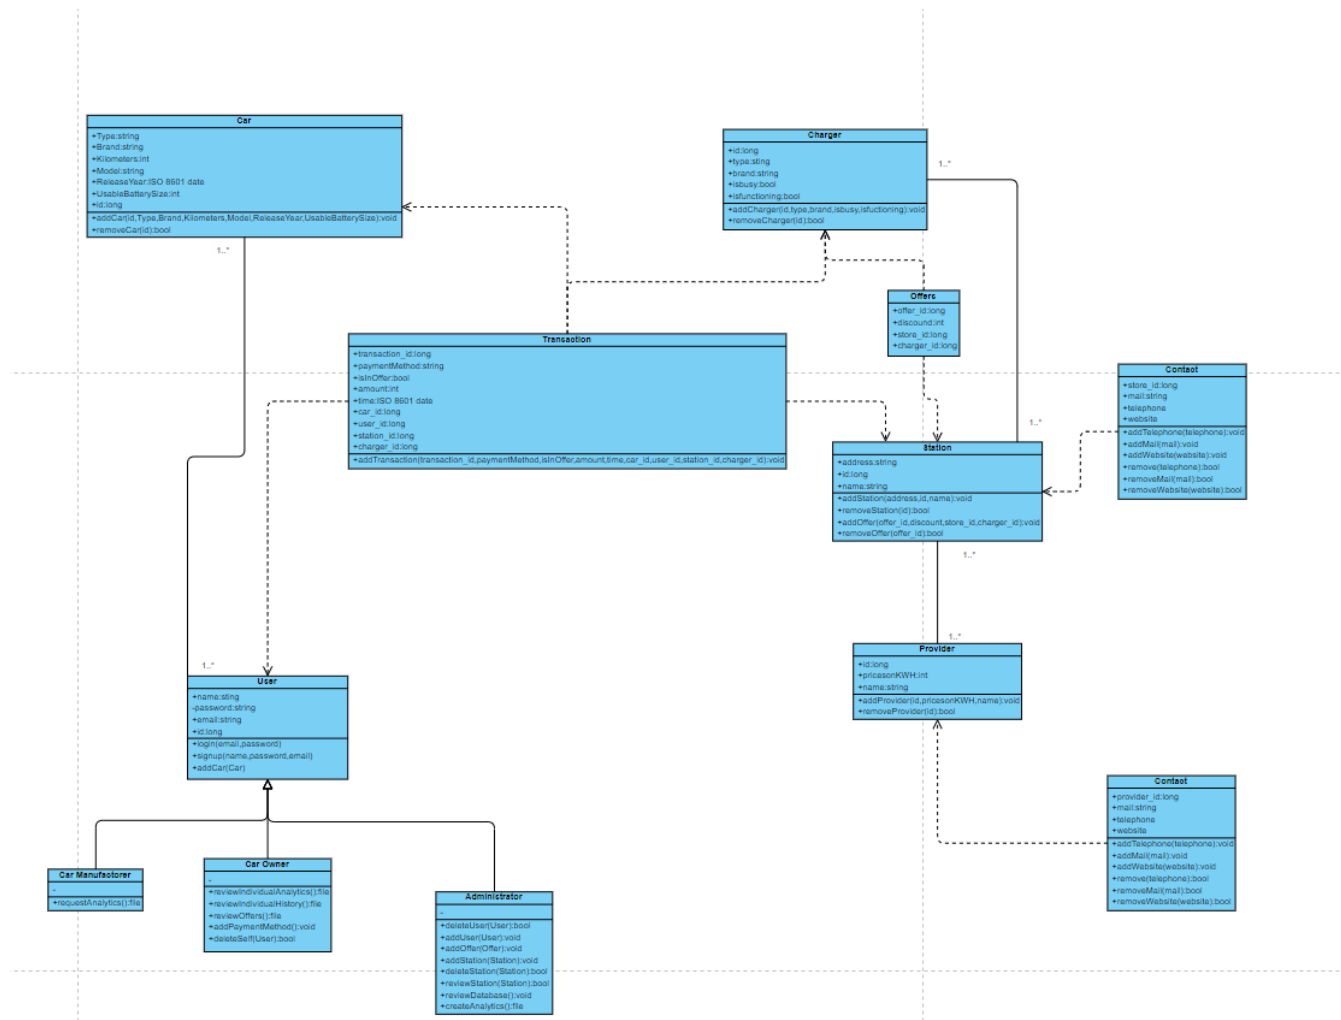 Car
+Type:string
+Brand:string
+Kilometers:int
+Model:string
+ReleaseYear:ISO 8601 date
+UsableBatterySize:int
+id:long
+addCar(id,Type,Brand,Kilometers,Model,ReleaseYear,UsableBatterySize):void
+removeCar(id):bool
1..*
Charger
+id:long
+type:sting
+brand:string
+isbusy:bool
+isfunctioning:bool
+addCharger(id,type,brand,isbusy,isfuctioning):void
+removeCharger(id):bool
1..*
Offers
+offer_id:long
+discound:int
+store_id:long
+charger_id:long
Transaction
+transaction_id:long
+paymentMethod:string
+isInOffer:bool
+amount:int
+time:ISO 8601 date
+car_id:long
+user_id:long
+station_id:long
+charger_id:long
+addTransaction(transaction_id,paymentMethod,isInOffer,amount,time,car_id,user_id,station_id,charger_id):void
Contact
+store_id:long
+mail:string
+telephone
+website
+addTelephone(telephone):void
+addMail(mail):void
+addWebsite(website):void
+remove(telephone):bool
+removeMail(mail):bool
+removeWebsite(website):bool
1..*
Station
+address:string
+id:long
+name:string
+addStation(address,id,name):void
+removeStation(id):bool
+addOffer(offer_id,discount,store_id,charger_id):void
+removeOffer(offer_id):bool
1..*
1..*
Provider
+id:long
+pricesonKWH:int
+name:string
+addProvider(id,pricesonKWH,name):void
+removeProvider(id):bool
1..*
User
+name:sting
-password:string
+email:string
+id:long
+login(email,password)
+signup(name,password,email)
+addCar(Car)
Contact
+provider_id:long
+mail:string
+telephone
+website
+addTelephone(telephone):void
+addMail(mail):void
+addWebsite(website):void
+remove(telephone):bool
+removeMail(mail):bool
+removeWebsite(website):bool
Car Manufactorer
-
+requestAnalytics():file
Car Owner
-
+reviewIndividualAnalytics():file
+reviewIndividualHistory():file
+reviewOffers():file
+addPaymentMethod():void
+deleteSelf(User):bool
Administrator
-
+deleteUser(User):bool
+addUser(User):void
+addOffer(Offer):void
+addStation(Station):void
+deleteStation(Station):bool
+reviewStation(Station):bool
+reviewDatabase():void
+createAnalytics():file